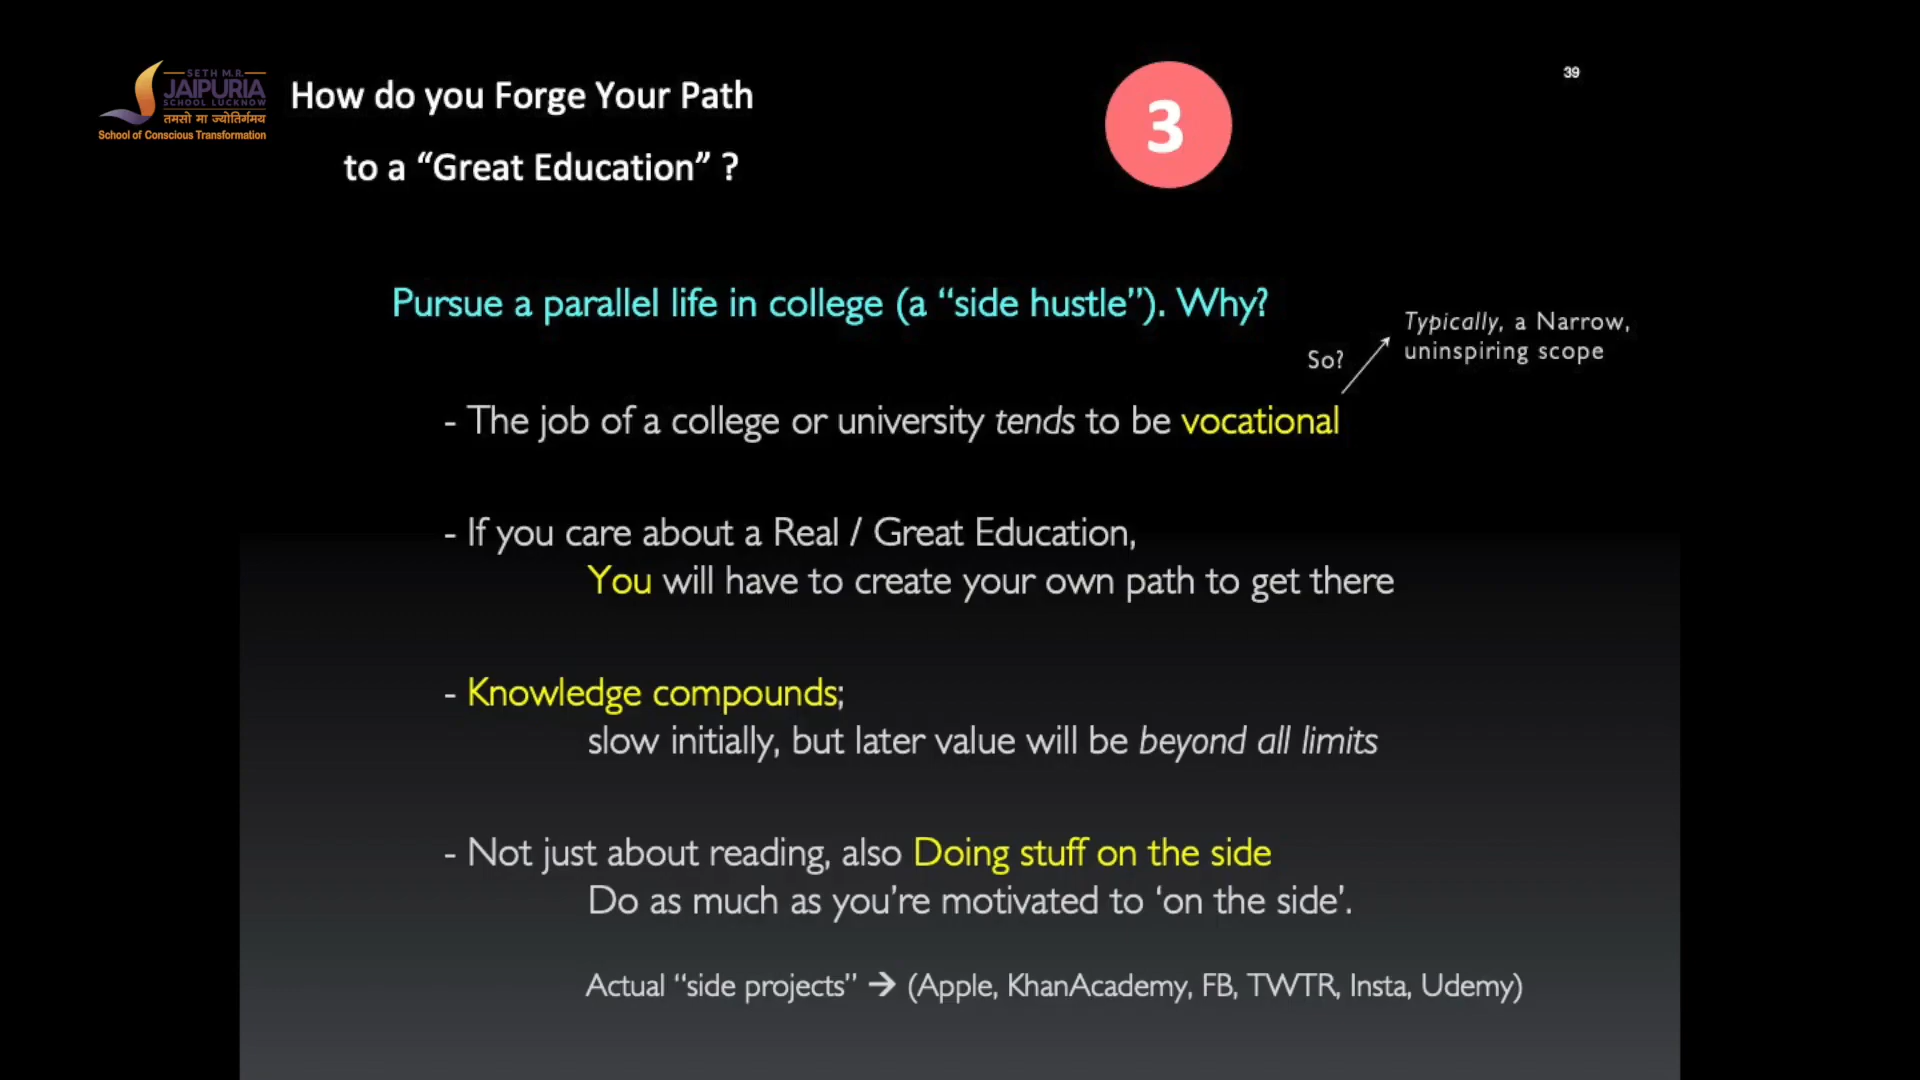 SETH M.R.
JAIPURIA
SCHOOL LUCKNOW
तमसो मा ज्योतिर्गमय
School of Conscious Transformation
How do you Forge Your Path
to a “Great Education” ?
3
39
Pursue a parallel life in college (a “side hustle”). Why?
So?
Typically, a Narrow,
uninspiring scope
- The job of a college or university tends to be vocational
- If you care about a Real / Great Education,
You will have to create your own path to get there
- Knowledge compounds;
slow initially, but later value will be beyond all limits
- Not just about reading, also Doing stuff on the side
Do as much as you’re motivated to ‘on the side’.
Actual “side projects” ➔ (Apple, KhanAcademy, FB, TWTR, Insta, Udemy)